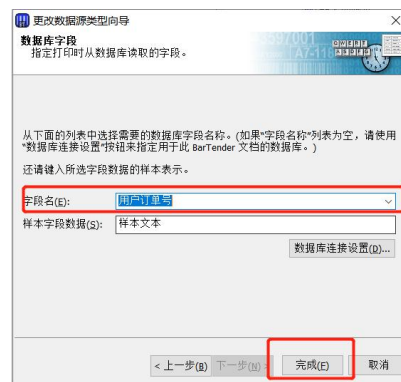 更改数据源类型向导
数据库字段
指定打印时从数据库读取的字段。
从下面的列表中选择需要的数据库字段名称。(如果"字段名称"列表为空，请使用
"数据库连接设置"按钮来指定用于此 BarTender 文档的数据库。)
还请键入所选字段数据的样本表示。
字段名(E):
用户订单号
样本字段数据(S):
样本文本
数据库连接设置(D)...
< 上一步(B)
下一步(N) >
完成(F)
取消